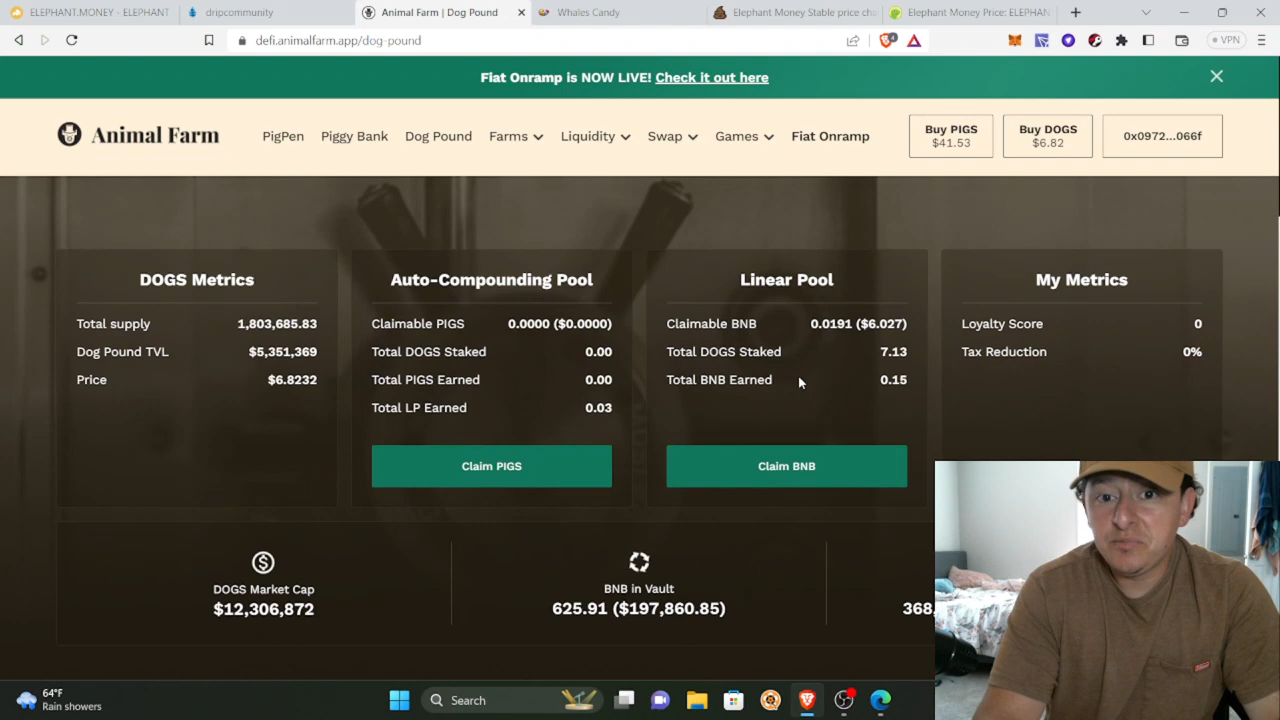 ELEPHANT.MONEY - ELEPHANT
dripcommunity
Animal Farm | Dog Pound
Whales Candy
Elephant Money Stable price cha
Elephant Money Price: ELEPHAN
defi.animalfarm.app/dog-pound
4
VPN
Fiat Onramp is NOW LIVE! Check it out here
Animal Farm
PigPen
Piggy Bank
Dog Pound
Farms
Liquidity
Swap
Games
Fiat Onramp
Buy PIGS
$41.53
Buy DOGS
$6.82
0x0972...066f
DOGS Metrics
Total supply 1,803,685.83
Dog Pound TVL $5,351,369
Price $6.8232
Auto-Compounding Pool
Claimable PIGS 0.0000 ($0.0000)
Total DOGS Staked 0.00
Total PIGS Earned 0.00
Total LP Earned 0.03
Claim PIGS
Linear Pool
Claimable BNB 0.0191 ($6.027)
Total DOGS Staked 7.13
Total BNB Earned 0.15
Claim BNB
My Metrics
Loyalty Score 0
Tax Reduction 0%
DOGS Market Cap
$12,306,872
BNB in Vault
625.91 ($197,860.85)
368,
64°F
Rain showers
Search